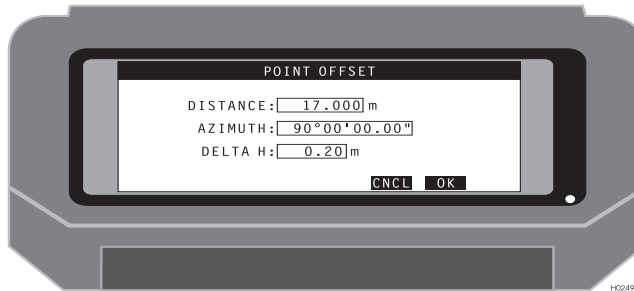 POINT OFFSET
DISTANCE: 17.000 m
AZIMUTH: 90°00'00.00"
DELTA H: 0.20 m
CNCL OK
H0249